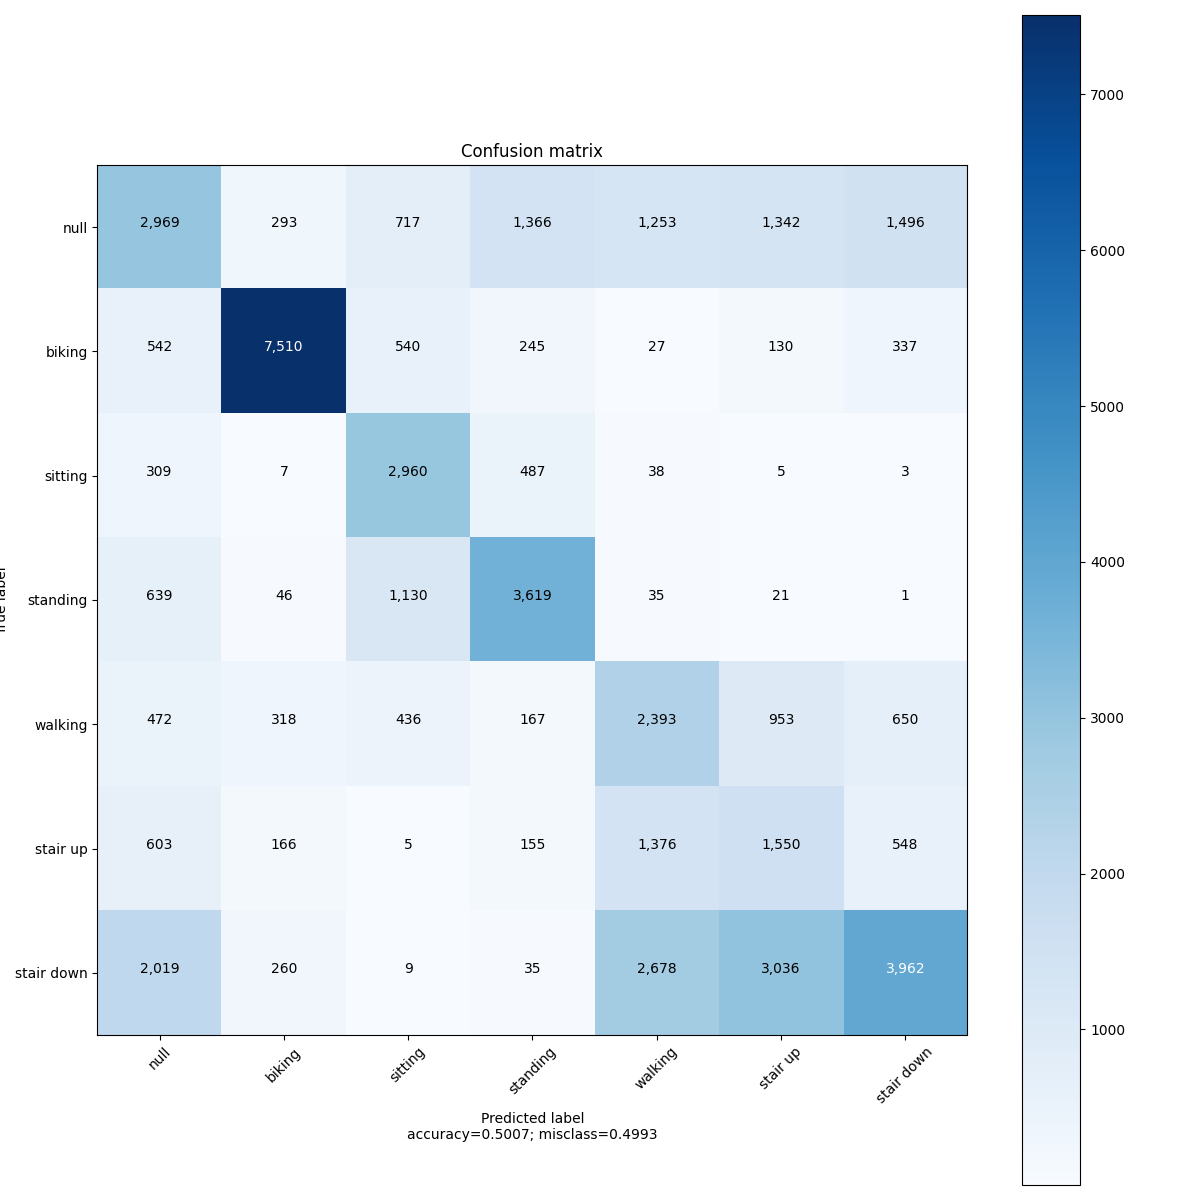 Confusion matrix
null 2,969 293 717 1,366 1,253 1,342 1,496
biking 542 7,510 540 245 27 130 337
sitting 309 7 2,960 487 38 5 3
standing 639 46 1,130 3,619 35 21 1
walking 472 318 436 167 2,393 953 650
stair up 603 166 5 155 1,376 1,550 548
stair down 2,019 260 9 35 2,678 3,036 3,962
null biking sitting standing walking stair up stair down
Predicted label
accuracy=0.5007; misclass=0.4993
True label
7000
6000
5000
4000
3000
2000
1000